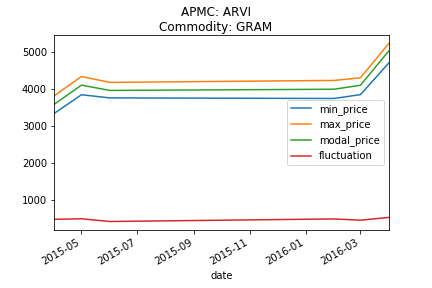 APMC: ARVI
Commodity: GRAM
5000
4000
3000
2000
1000
min_price
max_price
modal_price
fluctuation
2015-05
2015-07
2015-09
2015-11
2016-01
2016-03
date